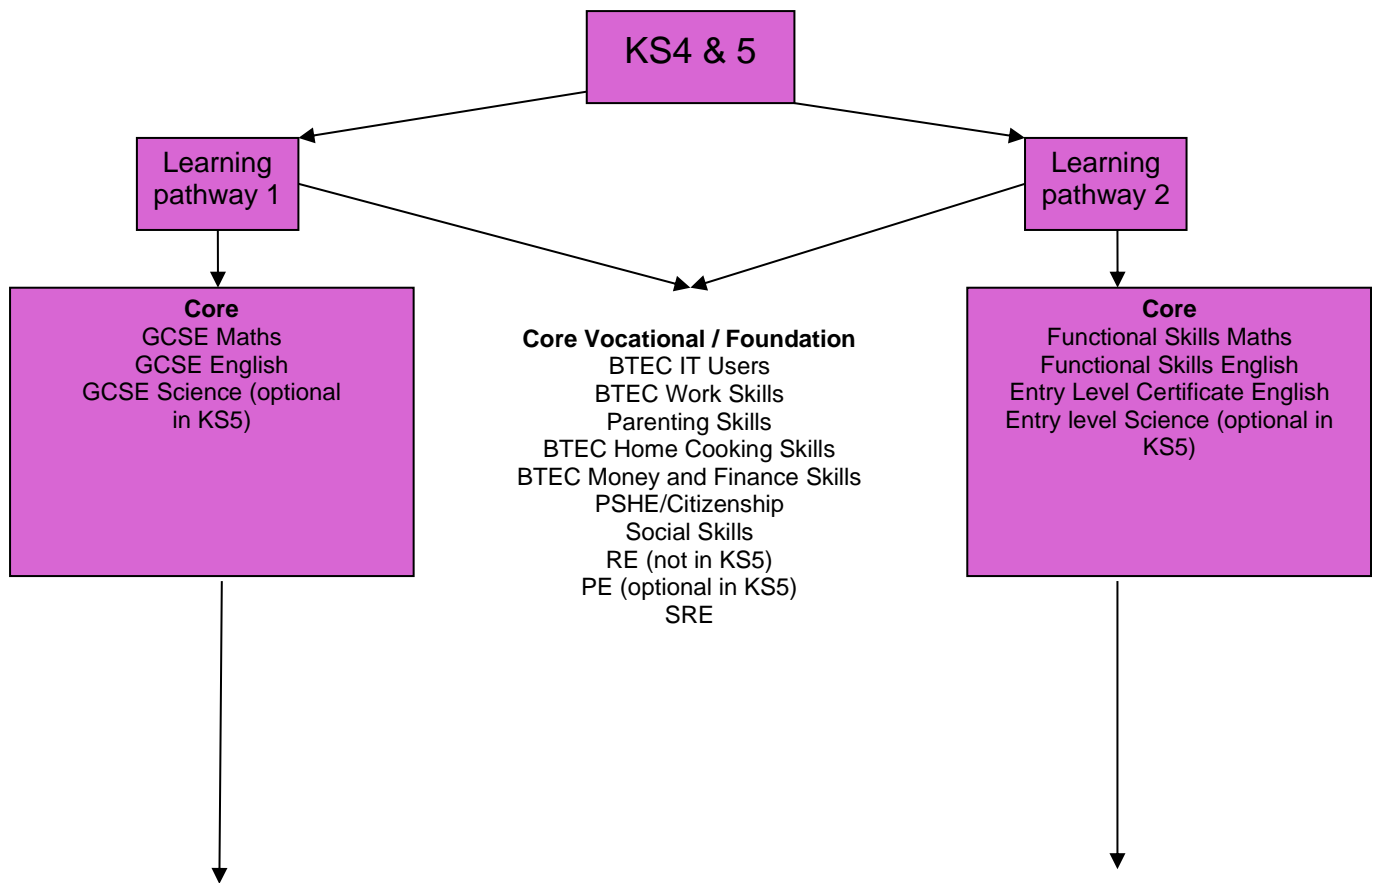 KS4 & 5
Learning
pathway 1
Learning
pathway 2
Core
GCSE Maths
GCSE English
GCSE Science (optional
in KS5)
Core Vocational / Foundation
BTEC IT Users
BTEC Work Skills
Parenting Skills
BTEC Home Cooking Skills
BTEC Money and Finance Skills
PSHE/Citizenship
Social Skills
RE (not in KS5)
PE (optional in KS5)
SRE
Core
Functional Skills Maths
Functional Skills English
Entry Level Certificate English
Entry level Science (optional in
KS5)